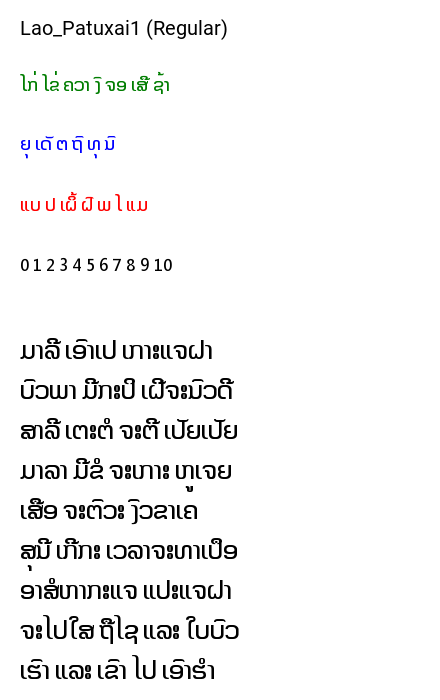 Lao_Patuxai1 (Regular)
ໄກ່ ໄຂ່ ຄວາ ງົ ຈອ ເສື ຊ້າ
ຍຸ ເດັ ຕ ຖົ ທຸ ນົ
ແບ ປ ເຜິ້ ຝ ພ ໄ ແມ
0 1 2 3 4 5 6 7 8 9 10
ມາລີ ເອົາເປ ຫາະແຈຝາ
ບົວພາ ມີກະປິ ເຝີຈະນົວດີ
ສາລີ ເຕະຕໍ ຈະຕີ ເປັຍເປັຍ
ມາລາ ມີຂໍ ຈະຫາະ ຫູເຈຍ
ເສືອ ຈະຕົວະ ງົວຂາເຄ
ສຸນີ ເຫີກະ ເວລາຈະທາເປຶອ
ອາສໍຫາກະແຈ ແປະແຈຝາ
ຈະໄປໃສ ຖືໄຊ ແລະ ໃບບົວ
ເຮົາ ແລະ ເຂົາ ໄປ ເອົາຮໍາ